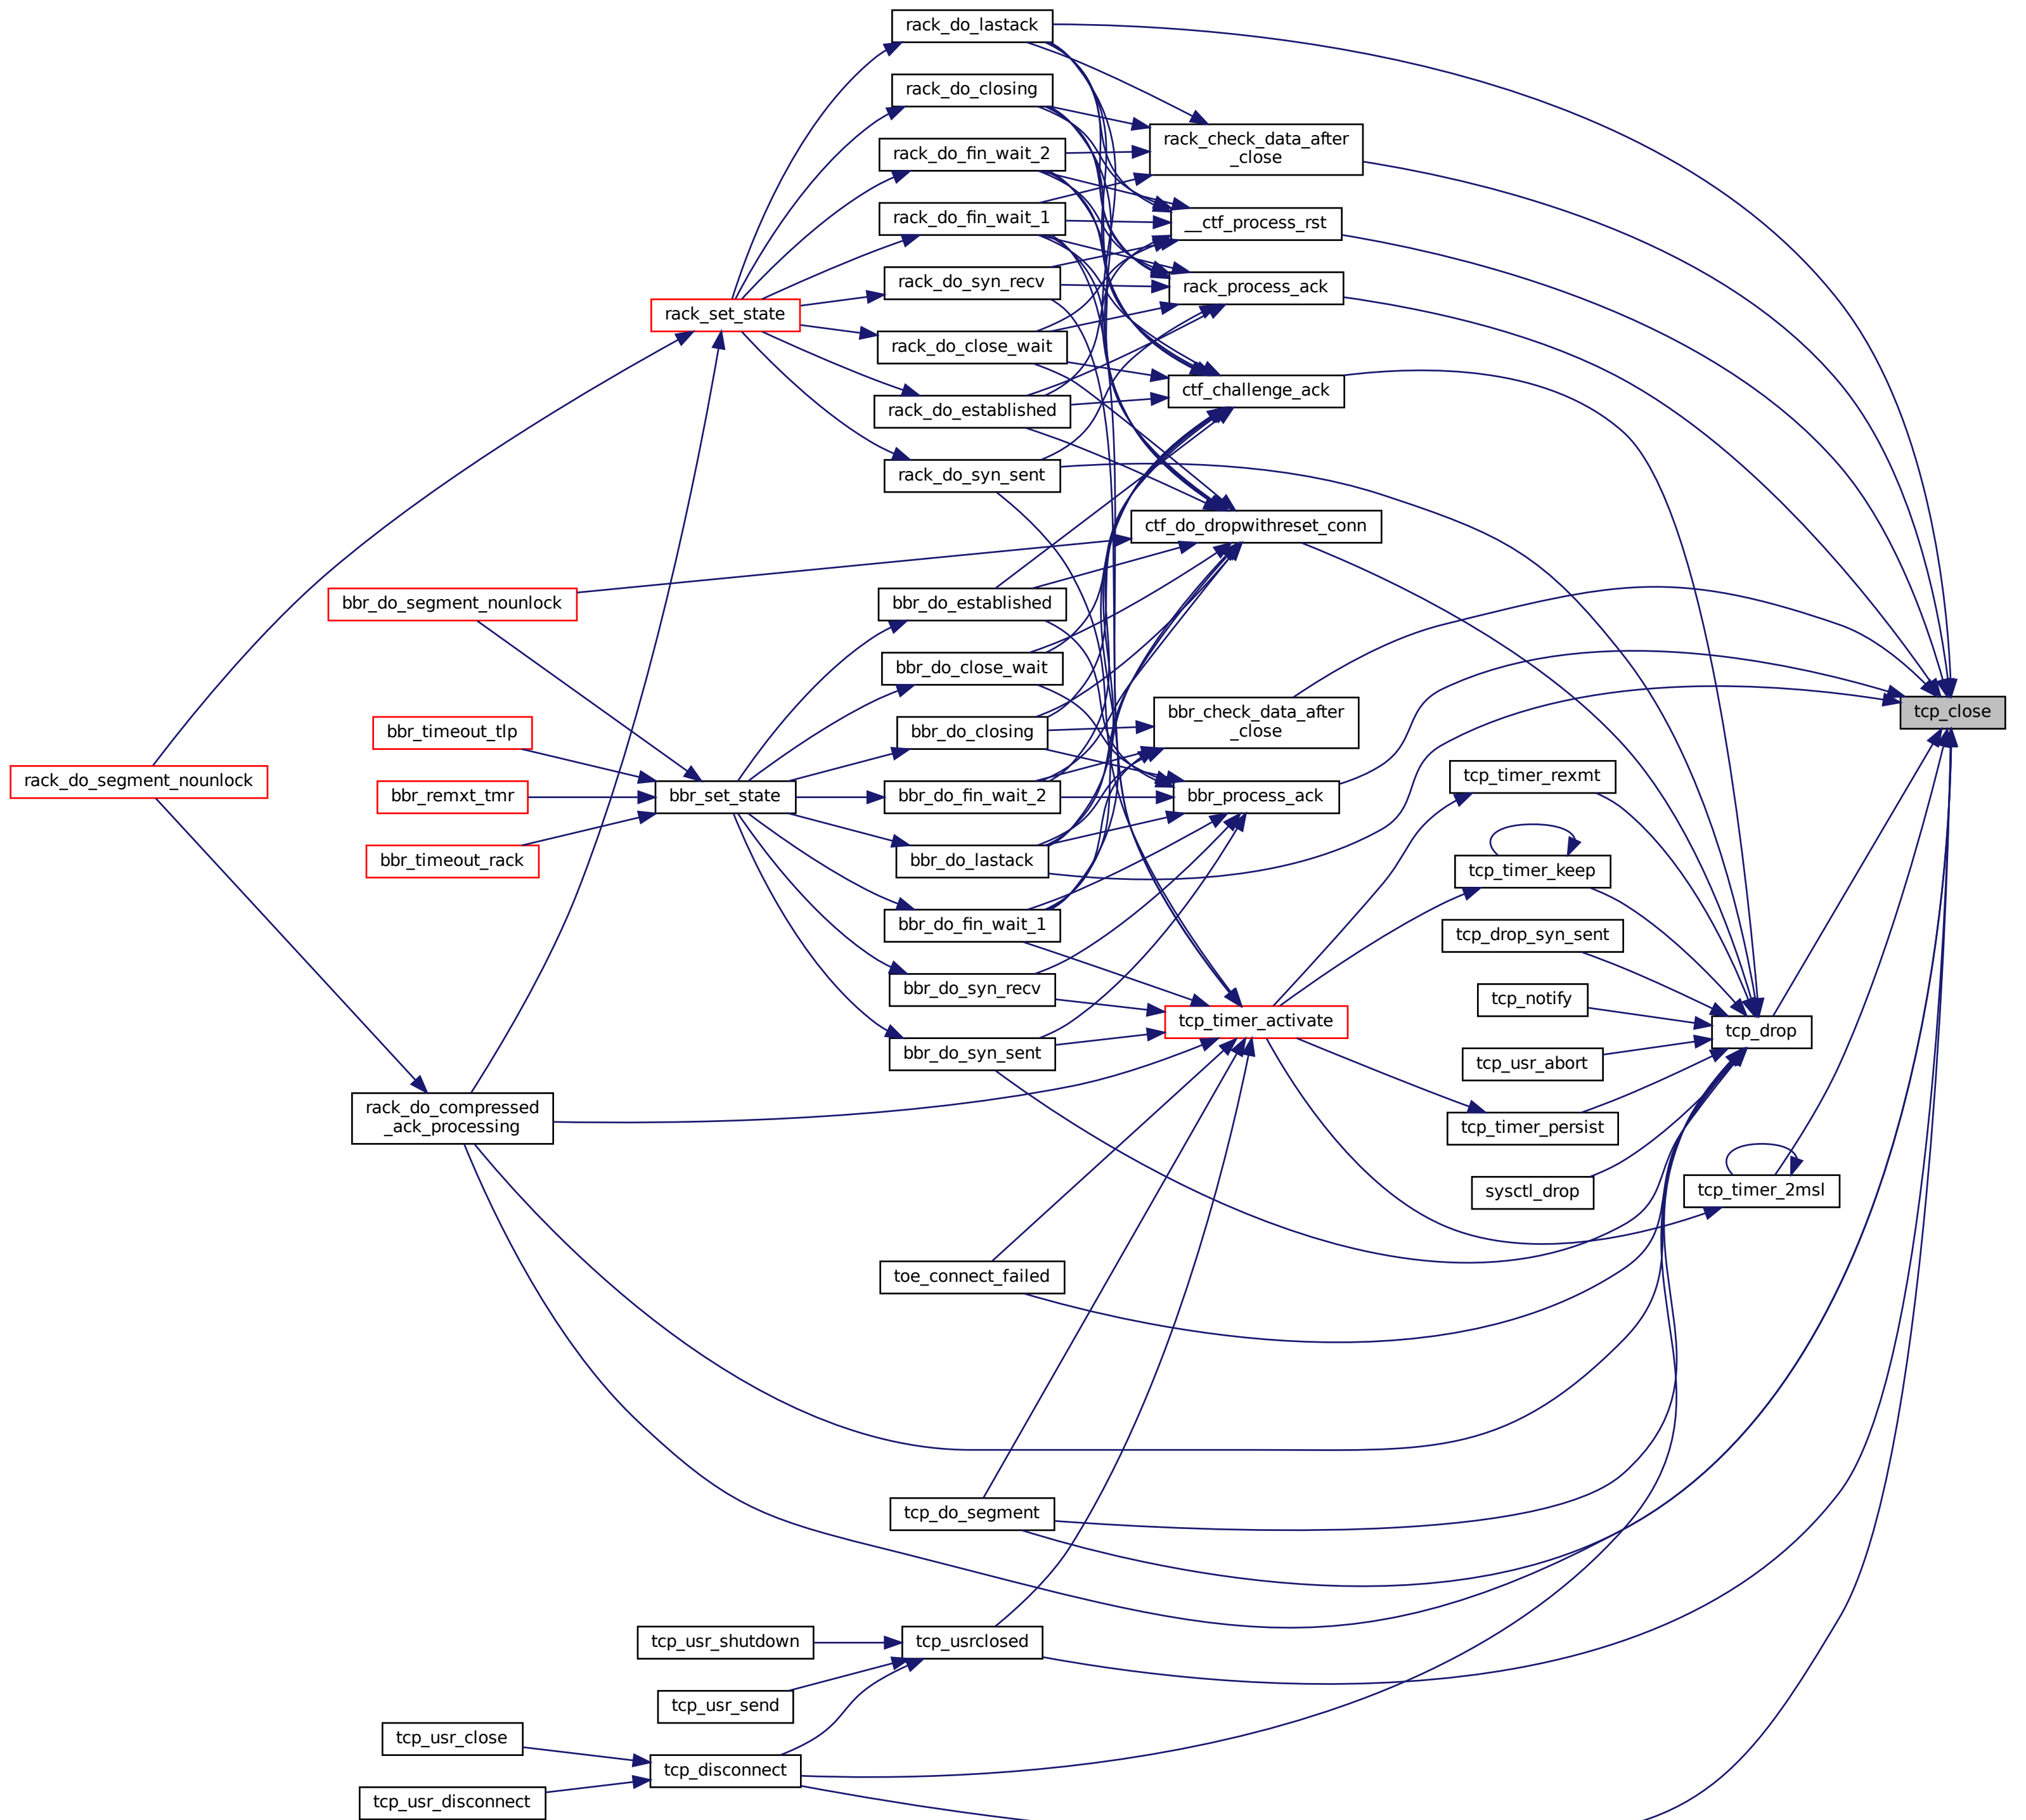 rack_do_lastack
rack_do_closing
rack_check_data_after
_close
rack_do_fin_wait_2
rack_do_fin_wait_1
__ctf_process_rst
rack_do_syn_recv
rack_process_ack
rack_set_state
rack_do_close_wait
ctf_challenge_ack
rack_do_established
rack_do_syn_sent
ctf_do_dropwithreset_conn
bbr_do_segment_nounlock
bbr_do_established
bbr_do_close_wait
bbr_check_data_after
_close
tcp_close
bbr_timeout_tlp
bbr_do_closing
rack_do_segment_nounlock
tcp_timer_rexmt
bbr_remxt_tmr
bbr_set_state
bbr_do_fin_wait_2
bbr_process_ack
bbr_timeout_rack
bbr_do_lastack
tcp_timer_keep
bbr_do_fin_wait_1
tcp_drop_syn_sent
bbr_do_syn_recv
tcp_notify
tcp_timer_activate
tcp_drop
bbr_do_syn_sent
tcp_usr_abort
rack_do_compressed
_ack_processing
tcp_timer_persist
sysctl_drop
tcp_timer_2msl
toe_connect_failed
tcp_do_segment
tcp_usr_shutdown
tcp_usrclosed
tcp_usr_send
tcp_usr_close
tcp_disconnect
tcp_usr_disconnect